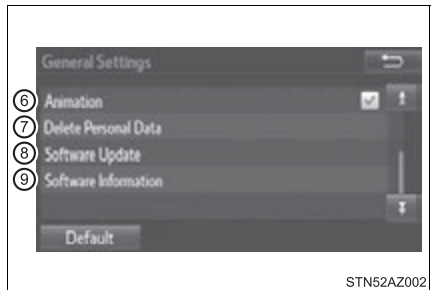 General Settings
6 Animation
7 Delete Personal Data
8 Software Update
9 Software Information
Default
STN52AZ002